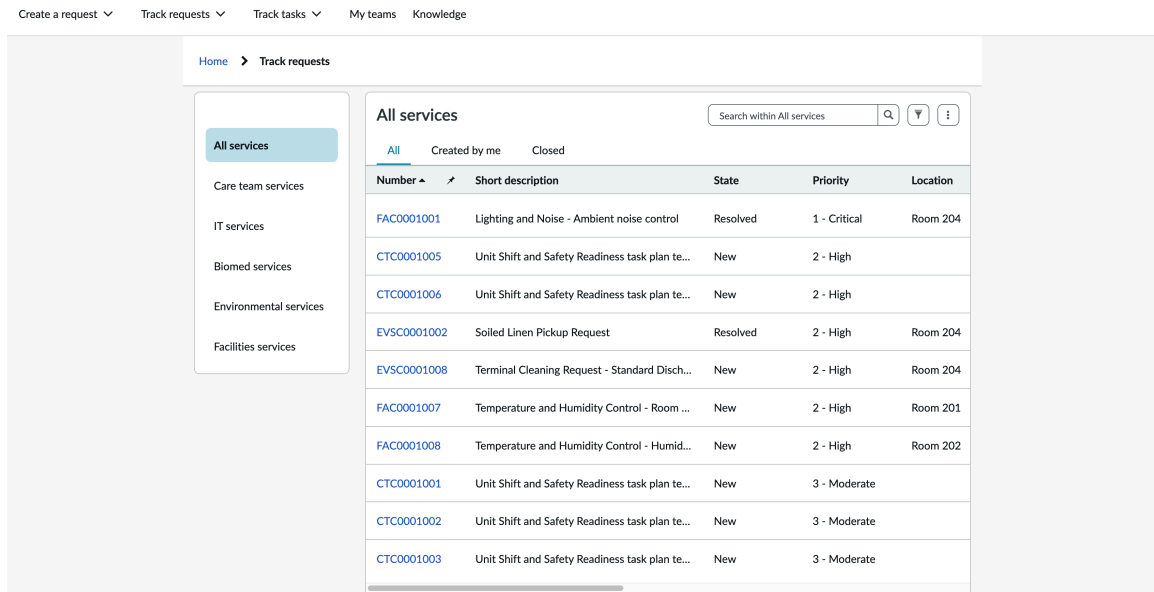 Create a request Track requests Track tasks My teams Knowledge
Home Track requests
All services
Care team services
IT services
Biomed services
Environmental services
Facilities services
All services Search within All services
All Created by me Closed
Number Short description State Priority Location
FAC0001001 Lighting and Noise - Ambient noise control Resolved 1 - Critical Room 204
CTC0001005 Unit Shift and Safety Readiness task plan te... New 2 - High
CTC0001006 Unit Shift and Safety Readiness task plan te... New 2 - High
EVSC0001002 Soiled Linen Pickup Request Resolved 2 - High Room 204
EVSC0001008 Terminal Cleaning Request - Standard Disch... New 2 - High Room 204
FAC0001007 Temperature and Humidity Control - Room ... New 2 - High Room 201
FAC0001008 Temperature and Humidity Control - Humid... New 2 - High Room 202
CTC0001001 Unit Shift and Safety Readiness task plan te... New 3 - Moderate
CTC0001002 Unit Shift and Safety Readiness task plan te... New 3 - Moderate
CTC0001003 Unit Shift and Safety Readiness task plan te... New 3 - Moderate